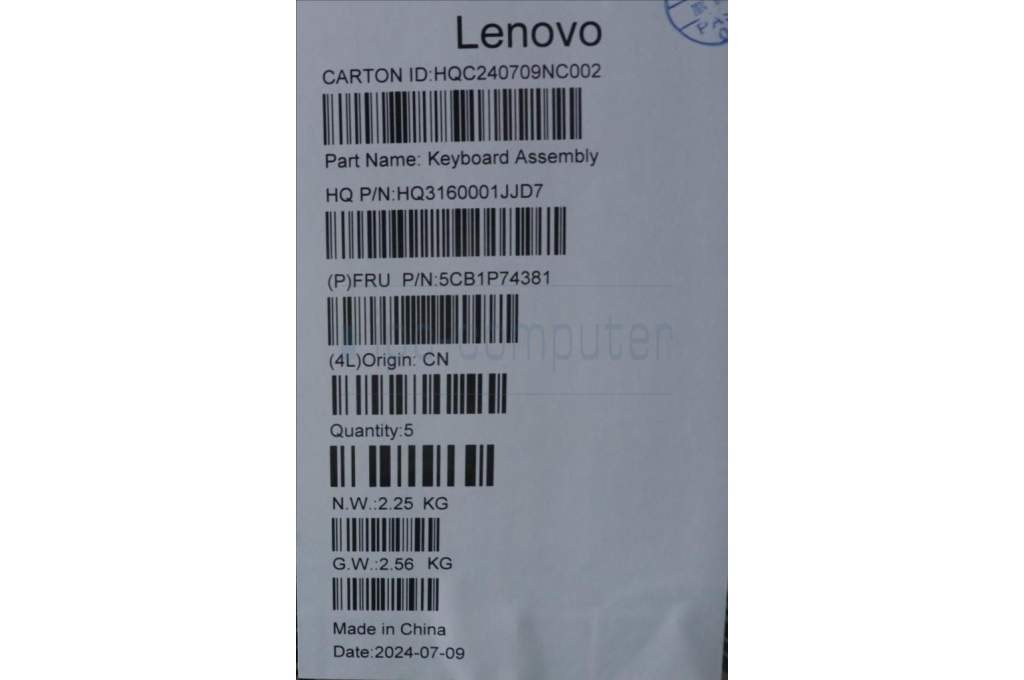 Lenovo
CARTON ID:HQC240709NC002
Part Name: Keyboard Assembly
HQ P/N:HQ3160001JJD7
(P)FRU P/N:5CB1P74381
computer
(4L)Origin: CN
Quantity:5
N.W.:2.25 KG
G.W.:2.56 KG
Made in China
Date:2024-07-09